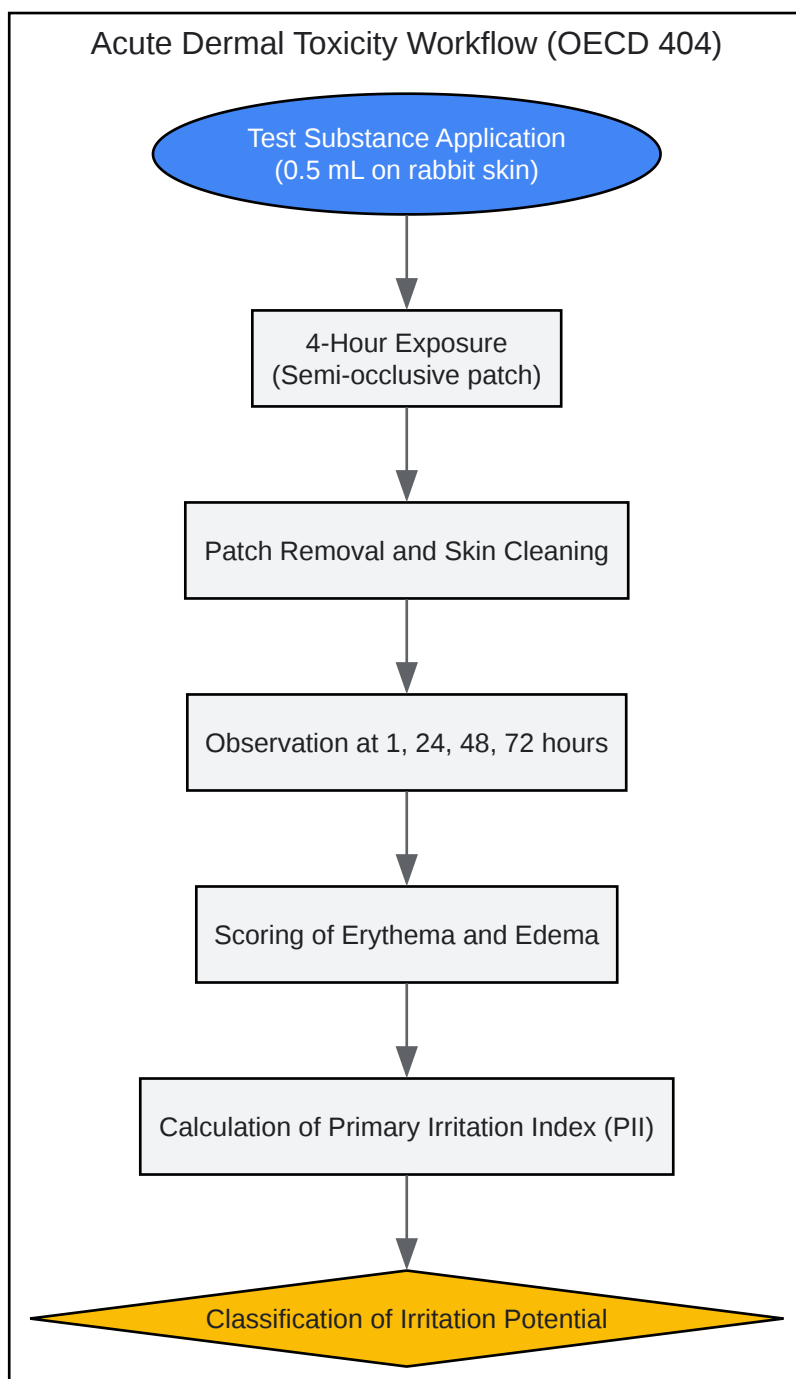 Acute Dermal Toxicity Workflow (OECD 404)
Test Substance Application
(0.5 mL on rabbit skin)
4-Hour Exposure
(Semi-occlusive patch)
Patch Removal and Skin Cleaning
Observation at 1, 24, 48, 72 hours
Scoring of Erythema and Edema
Calculation of Primary Irritation Index (PII)
Classification of Irritation Potential